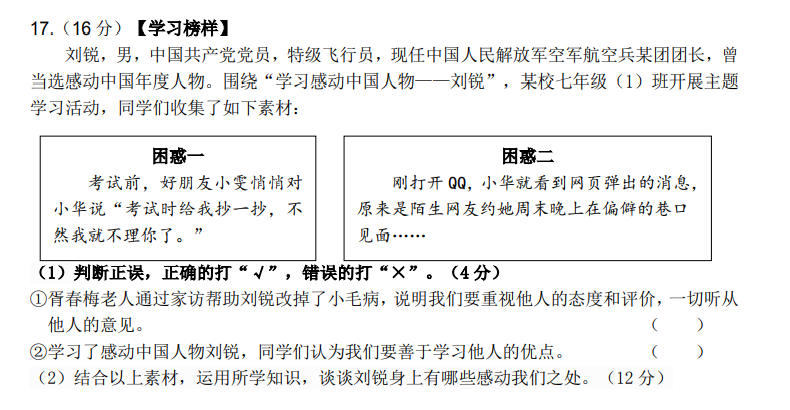 17.（16 分）【学习榜样】
刘锐，男，中国共产党党员，特级飞行员，现任中国人民解放军空军航空兵某团团长，曾
当选感动中国年度人物。围绕“学习感动中国人物——刘锐”，某校七年级（1）班开展主题
学习活动，同学们收集了如下素材：
困惑一
考试前，好朋友小雯悄悄对
小华说“考试时给我抄一抄，不
然我就不理你了。”
困惑二
刚打开 QQ，小华就看到网页弹出的消息，
原来是陌生网友约她周末晚上在偏僻的巷口
见面……
（1）判断正误，正确的打“√”，错误的打“×”。（4 分）
①胥春梅老人通过家访帮助刘锐改掉了小毛病，说明我们要重视他人的态度和评价，一切听从
他人的意见。 （ ）
②学习了感动中国人物刘锐，同学们认为我们要善于学习他人的优点。 （ ）
（2）结合以上素材，运用所学知识，谈谈刘锐身上有哪些感动我们之处。（12 分）